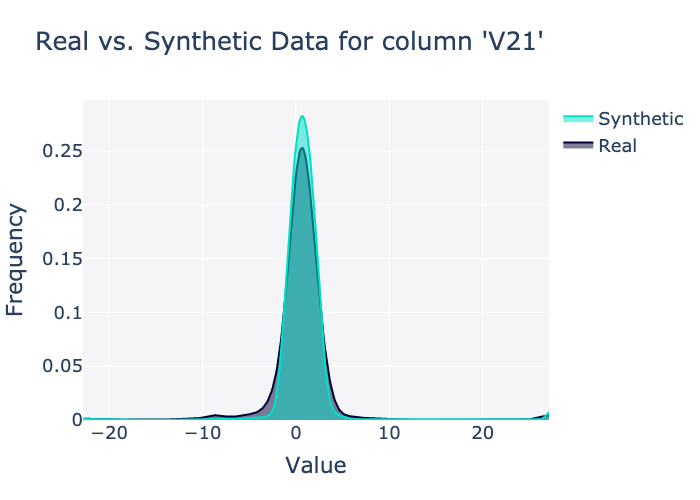 Real vs. Synthetic Data for column 'V21'
Synthetic
Real
0.25
0.2
0.15
0.1
0.05
0
−20
−10
0
10
20
Frequency
Value